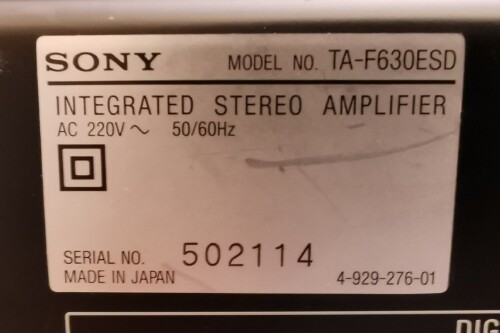 SONY MODEL NO. TA-F630ESD
INTEGRATED STEREO AMPLIFIER
AC 220V ~ 50/60Hz
SERIAL NO. 502114
MADE IN JAPAN 4-929-276-01
DIG